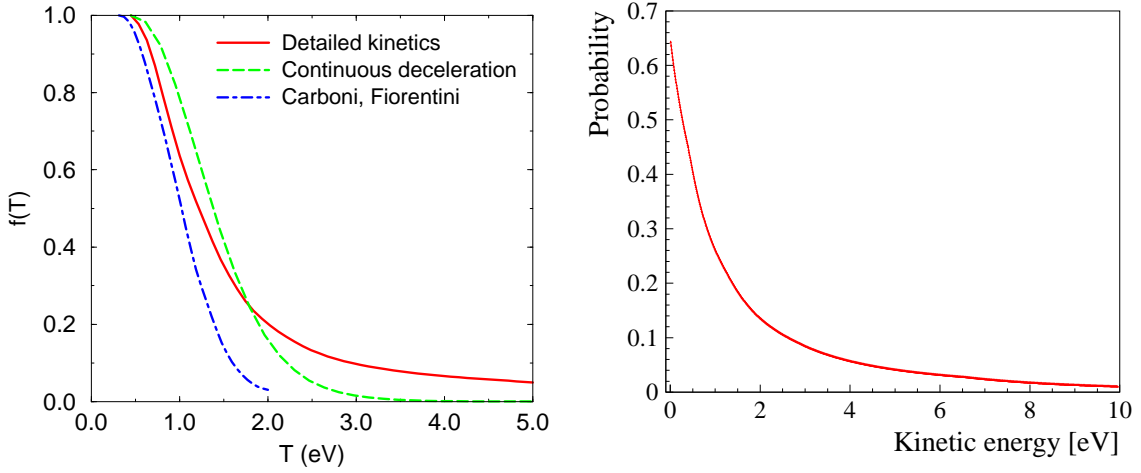 1.0
0.8
0.6
0.4
0.2
0.0
f(T)
Detailed kinetics
Continuous deceleration
Carboni, Fiorentini
0.0 1.0 2.0 3.0 4.0 5.0
T (eV)
Probability
0.7
0.6
0.5
0.4
0.3
0.2
0.1
0
0 2 4 6 8 10
Kinetic energy [eV]